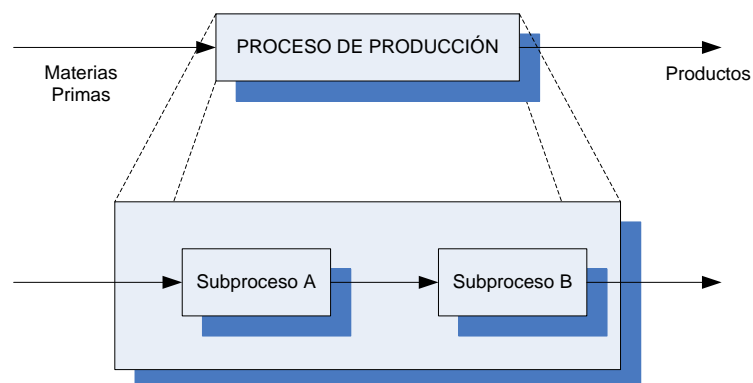 PROCESO DE PRODUCCIÓN
Materias
Primas
Productos
Subproceso A
Subproceso B